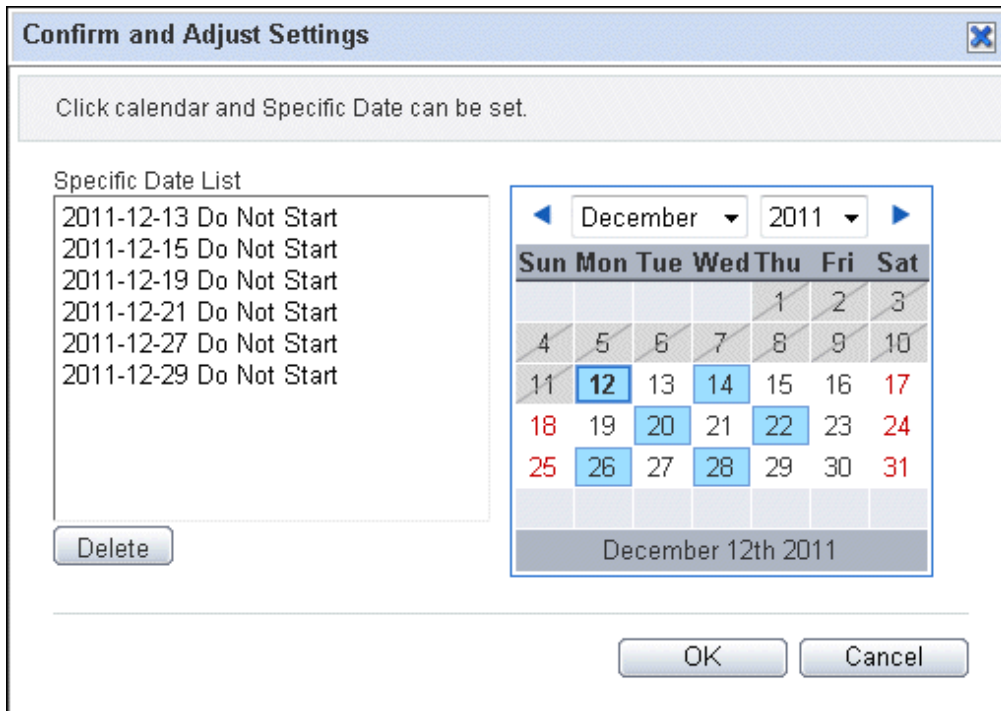 Confirm and Adjust Settings
Click calendar and Specific Date can be set.
Specific Date List
2011-12-13 Do Not Start
2011-12-15 Do Not Start
2011-12-19 Do Not Start
2011-12-21 Do Not Start
2011-12-27 Do Not Start
2011-12-29 Do Not Start
Delete
December 2011
Sun Mon Tue Wed Thu Fri Sat
1 2 3
4 5 6 7 8 9 10
11 12 13 14 15 16 17
18 19 20 21 22 23 24
25 26 27 28 29 30 31
December 12th 2011
OK Cancel